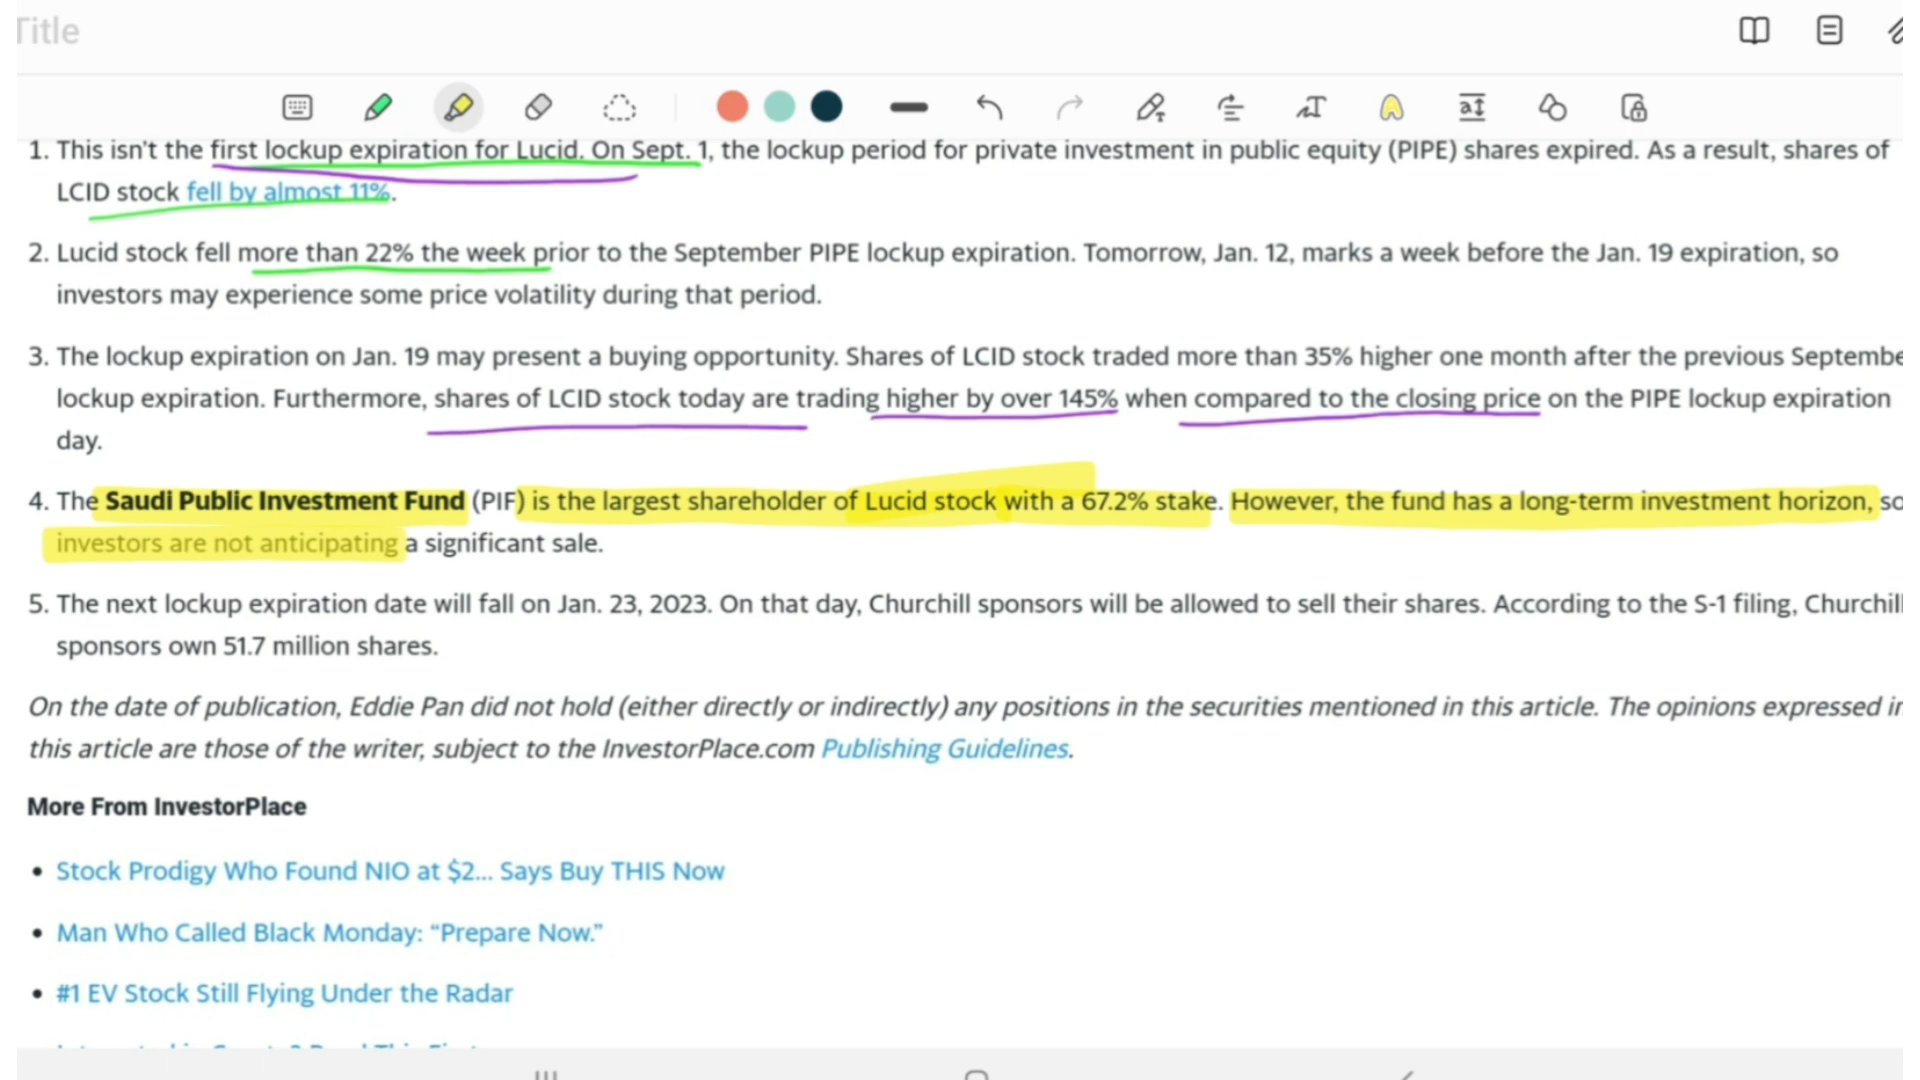 Title
1. This isn't the first lockup expiration for Lucid. On Sept. 1, the lockup period for private investment in public equity (PIPE) shares expired. As a result, shares of
LCID stock fell by almost 11%.
2. Lucid stock fell more than 22% the week prior to the September PIPE lockup expiration. Tomorrow, Jan. 12, marks a week before the Jan. 19 expiration, so
investors may experience some price volatility during that period.
3. The lockup expiration on Jan. 19 may present a buying opportunity. Shares of LCID stock traded more than 35% higher one month after the previous Septembe
lockup expiration. Furthermore, shares of LCID stock today are trading higher by over 145% when compared to the closing price on the PIPE lockup expiration
day.
4. The Saudi Public Investment Fund (PIF) is the largest shareholder of Lucid stock with a 67.2% stake. However, the fund has a long-term investment horizon, so
investors are not anticipating a significant sale.
5. The next lockup expiration date will fall on Jan. 23, 2023. On that day, Churchill sponsors will be allowed to sell their shares. According to the S-1 filing, Churchill
sponsors own 51.7 million shares.
On the date of publication, Eddie Pan did not hold (either directly or indirectly) any positions in the securities mentioned in this article. The opinions expressed in
this article are those of the writer, subject to the InvestorPlace.com Publishing Guidelines.
More From InvestorPlace
• Stock Prodigy Who Found NIO at $2... Says Buy THIS Now
• Man Who Called Black Monday: “Prepare Now.”
• #1 EV Stock Still Flying Under the Radar